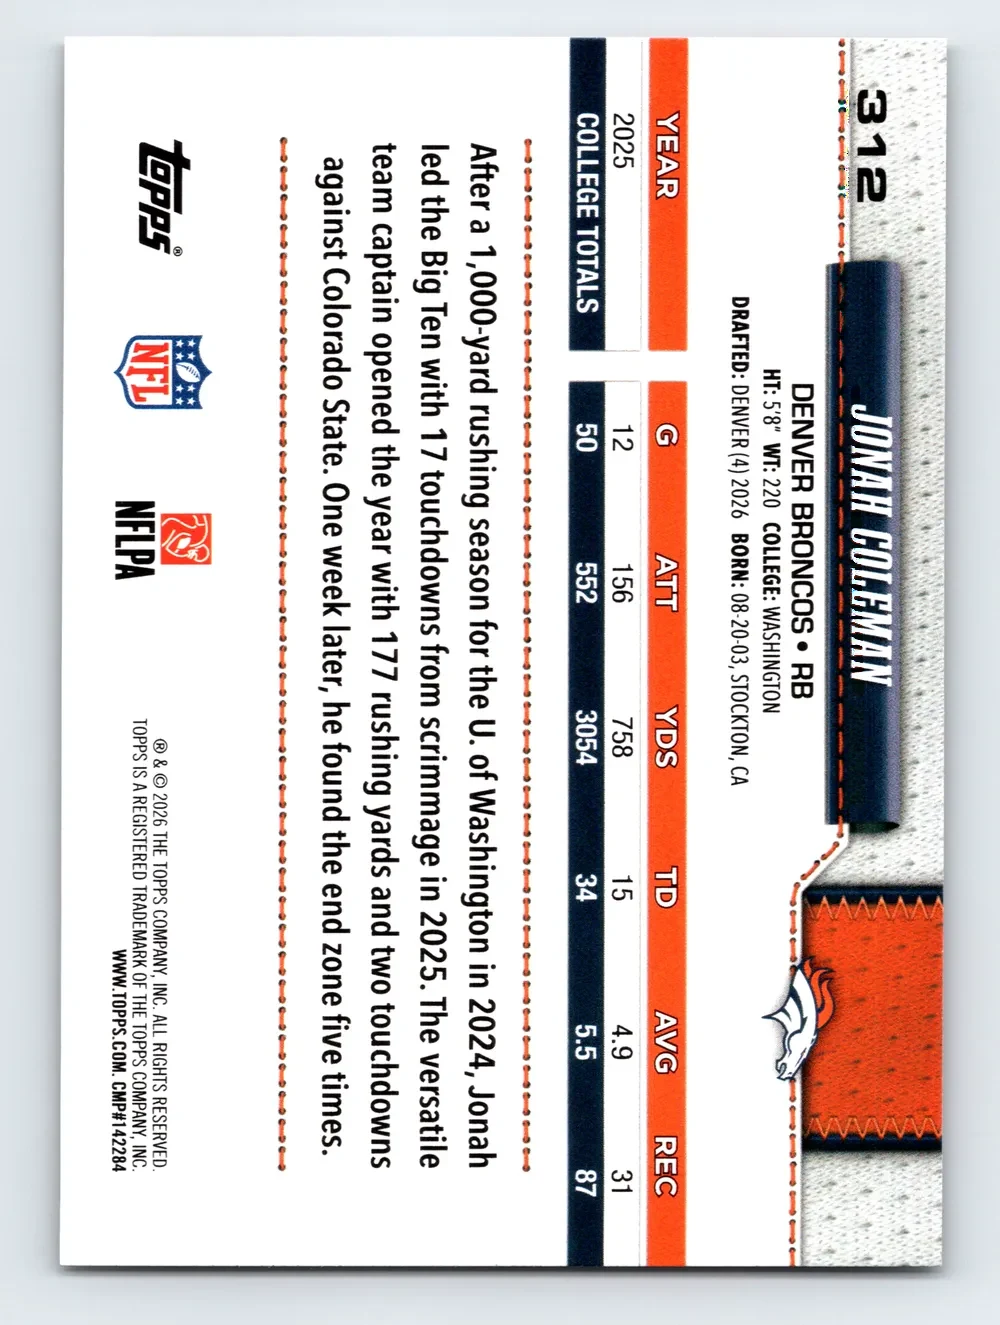 312
JONAH COLEMAN
DENVER BRONCOS • RB
HT: 5'8" WT: 220 COLLEGE: WASHINGTON
DRAFTED: DENVER (4) 2026 BORN: 08-20-03, STOCKTON, CA
YEAR G ATT YDS TD AVG REC
2025 12 156 758 15 4.9 31
COLLEGE TOTALS 50 552 3054 34 5.5 87
After a 1,000-yard rushing season for the U. of Washington in 2024, Jonah
led the Big Ten with 17 touchdowns from scrimmage in 2025. The versatile
team captain opened the year with 177 rushing yards and two touchdowns
against Colorado State. One week later, he found the end zone five times.
topps®
NFL
NFLPA
® & © 2026 THE TOPPS COMPANY, INC. ALL RIGHTS RESERVED.
TOPPS IS A REGISTERED TRADEMARK OF THE TOPPS COMPANY, INC.
WWW.TOPPS.COM. CMP#142284